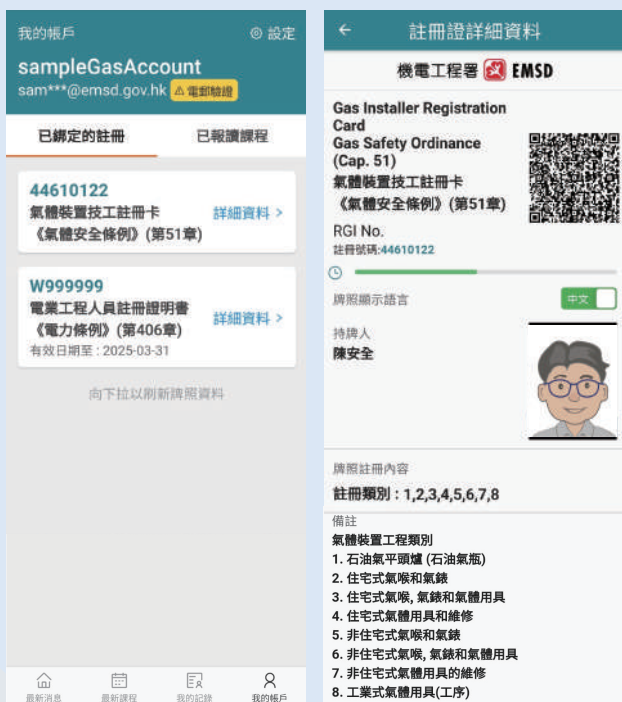 我的帳戶
設定
sampleGasAccount
sam***@emsd.gov.hk
電郵驗證
已綁定的註冊
已報讀課程
44610122
氣體裝置技工註冊卡
《氣體安全條例》(第51章)
詳細資料 >
W999999
電業工程人員註冊證明書
《電力條例》(第406章)
有效日期至 : 2025-03-31
詳細資料 >
向下拉以刷新牌照資料
最新消息
最新課程
我的記錄
我的帳戶
註冊證詳細資料
機電工程署 EMSD
Gas Installer Registration
Card
Gas Safety Ordinance
(Cap. 51)
氣體裝置技工註冊卡
《氣體安全條例》(第51章)
RGI No.
註冊號碼:44610122
牌照顯示語言
中文
持牌人
陳安全
牌照註冊內容
註冊類別 : 1,2,3,4,5,6,7,8
備註
氣體裝置工程類別
1. 石油氣平頭爐 (石油氣瓶)
2. 住宅式氣喉和氣錶
3. 住宅式氣喉, 氣錶和氣體用具
4. 住宅式氣體用具和維修
5. 非住宅式氣喉和氣錶
6. 非住宅式氣喉, 氣錶和氣體用具
7. 非住宅式氣體用具的維修
8. 工業式氣體用具(工序)